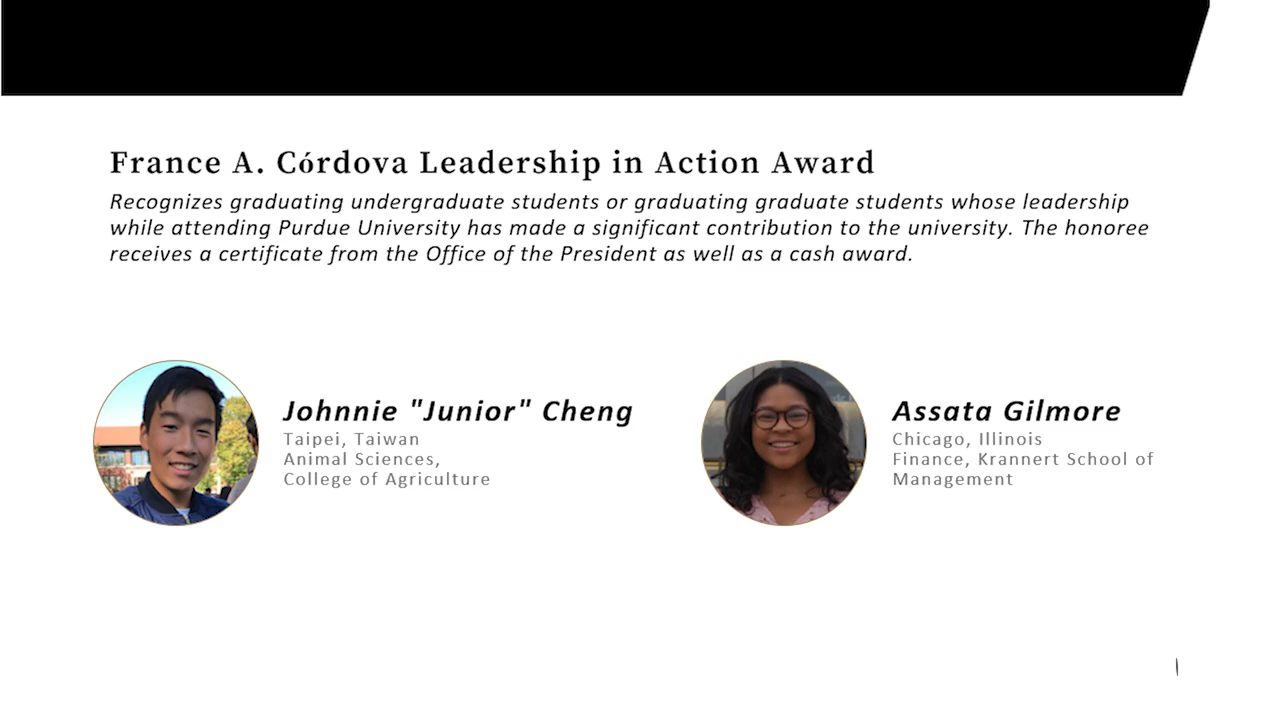 France A. Córdova Leadership in Action Award
Recognizes graduating undergraduate students or graduating graduate students whose leadership
while attending Purdue University has made a significant contribution to the university. The honoree
receives a certificate from the Office of the President as well as a cash award.
Johnnie "Junior" Cheng
Taipei, Taiwan
Animal Sciences,
College of Agriculture
Assata Gilmore
Chicago, Illinois
Finance, Krannert School of
Management